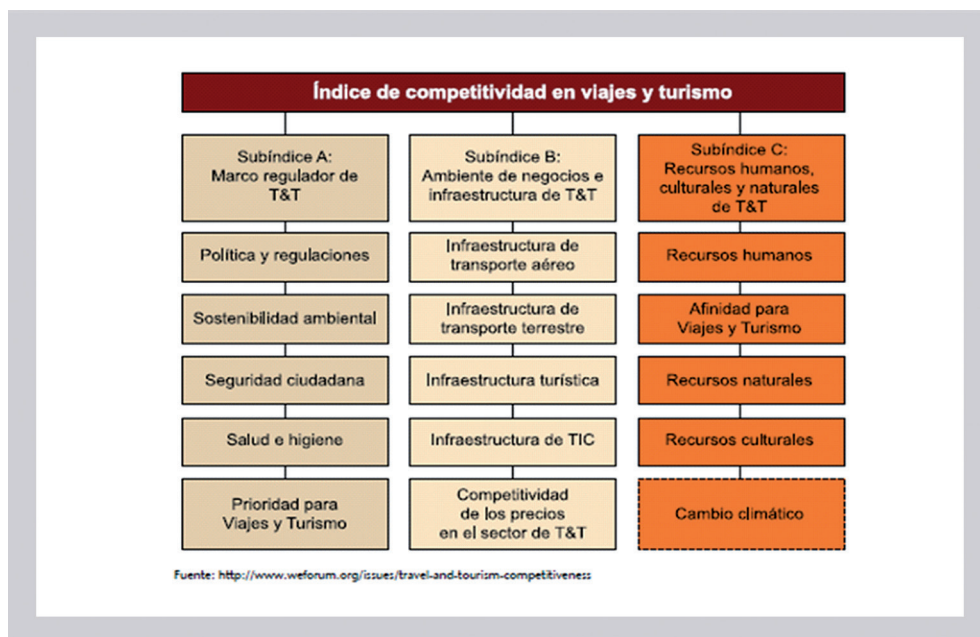 Índice de competitividad en viajes y turismo
Subíndice A:
Marco regulador de
T&T
Política y regulaciones
Sostenibilidad ambiental
Seguridad ciudadana
Salud e higiene
Prioridad para
Viajes y Turismo
Subíndice B:
Ambiente de negocios e
infraestructura de T&T
Infraestructura de
transporte aéreo
Infraestructura de
transporte terrestre
Infraestructura turística
Infraestructura de TIC
Competitividad
de los precios
en el sector de T&T
Subíndice C:
Recursos humanos,
culturales y naturales
de T&T
Recursos humanos
Afinidad para
Viajes y Turismo
Recursos naturales
Recursos culturales
Cambio climático
Fuente: http://www.weforum.org/issues/travel-and-tourism-competitiveness